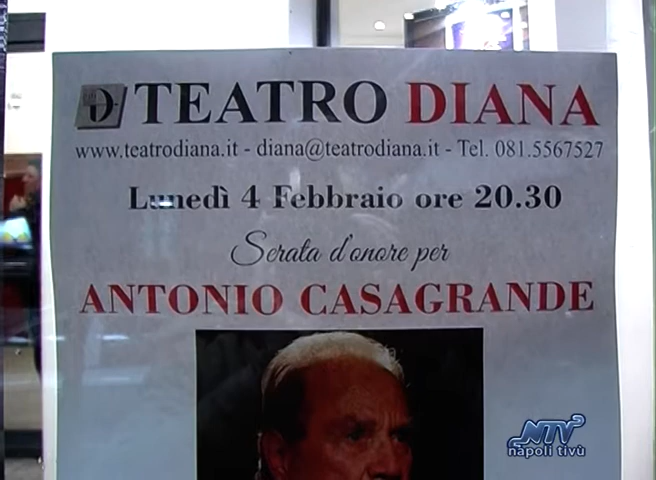 TEATRO DIANA
www.teatrodiana.it - diana@teatrodiana.it - Tel. 081.5567527
Lunedì 4 Febbraio ore 20.30
Serata d'onore per
ANTONIO CASAGRANDE
NTV
napoli tivù